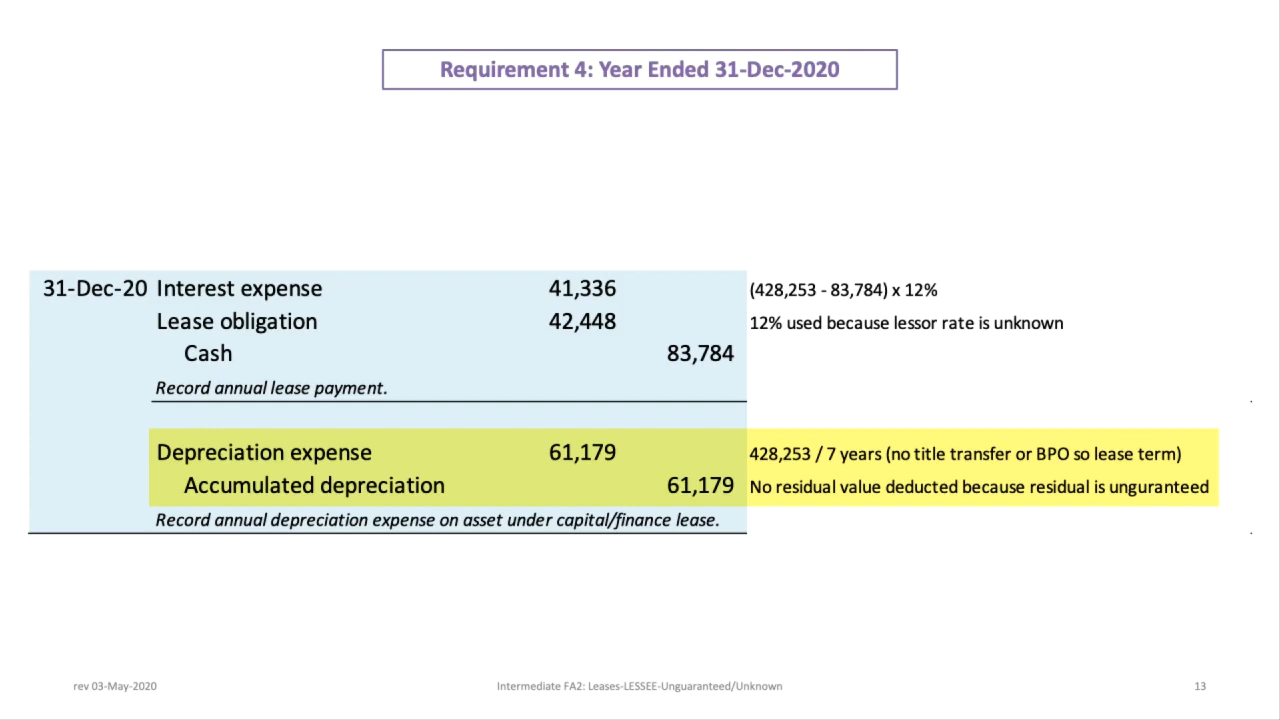 Requirement 4: Year Ended 31-Dec-2020
31-Dec-20 Interest expense 41,336 (428,253 - 83,784) x 12%
Lease obligation 42,448 12% used because lessor rate is unknown
Cash 83,784
Record annual lease payment.
Depreciation expense 61,179 428,253 / 7 years (no title transfer or BPO so lease term)
Accumulated depreciation 61,179 No residual value deducted because residual is unguranteed
Record annual depreciation expense on asset under capital/finance lease.
rev 03-May-2020 Intermediate FA2: Leases-LESSEE-Unguaranteed/Unknown 13